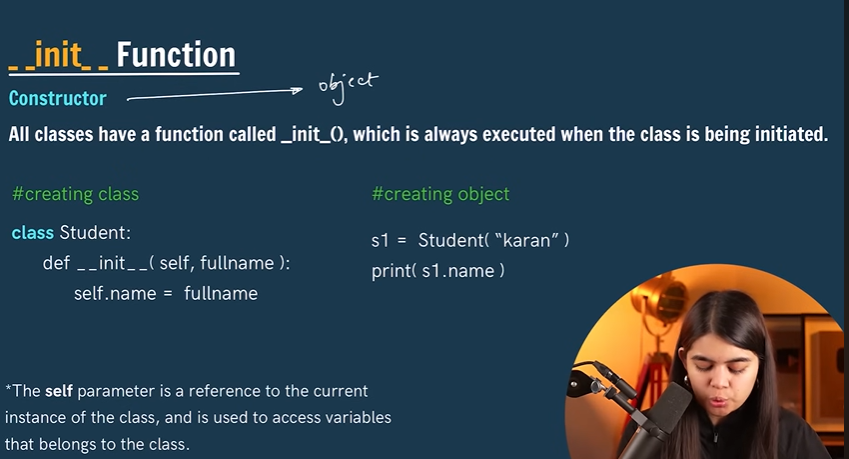 __init__ Function
Constructor → object
All classes have a function called _init_(), which is always executed when the class is being initiated.
#creating class
class Student:
def __init__( self, fullname ):
self.name = fullname
#creating object
s1 = Student( “karan” )
print( s1.name )
*The self parameter is a reference to the current
instance of the class, and is used to access variables
that belongs to the class.